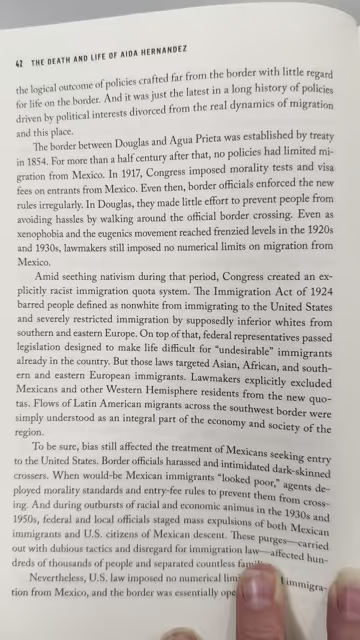 42 THE DEATH AND LIFE OF AIDA HERNANDEZ
the logical outcome of policies crafted far from the border with little regard
for life on the border. And it was just the latest in a long history of policies
driven by political interests divorced from the real dynamics of migration
and this place.
The border between Douglas and Agua Prieta was established by treaty
in 1854. For more than a half century after that, no policies had limited mi-
gration from Mexico. In 1917, Congress imposed morality tests and visa
fees on entrants from Mexico. Even then, border officials enforced the new
rules irregularly. In Douglas, they made little effort to prevent people from
avoiding hassles by walking around the official border crossing. Even as
xenophobia and the eugenics movement reached frenzied levels in the 1920s
and 1930s, lawmakers still imposed no numerical limits on migration from
Mexico.
Amid seething nativism during that period, Congress created an ex-
plicitly racist immigration quota system. The Immigration Act of 1924
barred people defined as nonwhite from immigrating to the United States
and severely restricted immigration by supposedly inferior whites from
southern and eastern Europe. On top of that, federal representatives passed
legislation designed to make life difficult for "undesirable" immigrants
already in the country. But those laws targeted Asian, African, and south-
ern and eastern European immigrants. Lawmakers explicitly excluded
Mexicans and other Western Hemisphere residents from the new quo-
tas. Flows of Latin American migrants across the southwest border were
simply understood as an integral part of the economy and society of the
region.
To be sure, bias still affected the treatment of Mexicans seeking entry
to the United States. Border officials harassed and intimidated dark-skinned
crossers. When would-be Mexican immigrants "looked poor," agents de-
ployed morality standards and entry-fee rules to prevent them from cross-
ing. And during outbursts of racial and economic animus in the 1930s and
1950s, federal and local officials staged mass expulsions of both Mexican
immigrants and U.S. citizens of Mexican descent. These purges—carried
out with dubious tactics and disregard for immigration law—affected hun-
dreds of thousands of people and separated countless
Nevertheless, U.S. law imposed no numerical immigra-
tion from Mexico, and the border was essentially